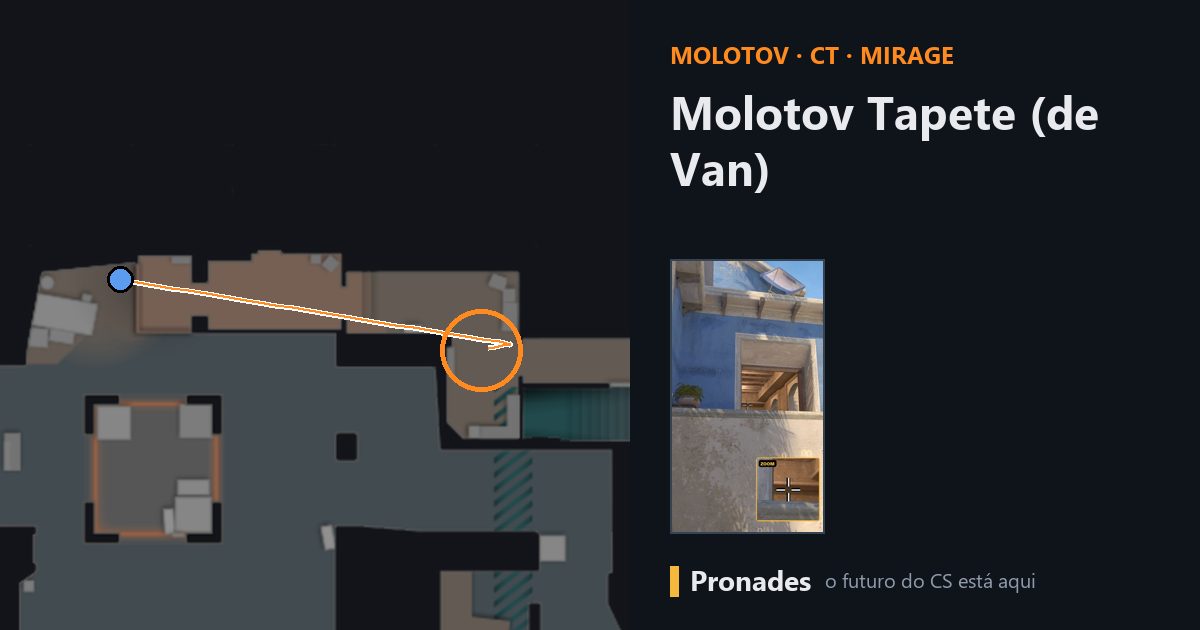 MOLOTOV · CT · MIRAGE
Molotov Tapete (de
Van)
ZOOM
Pronades o futuro do CS está aqui